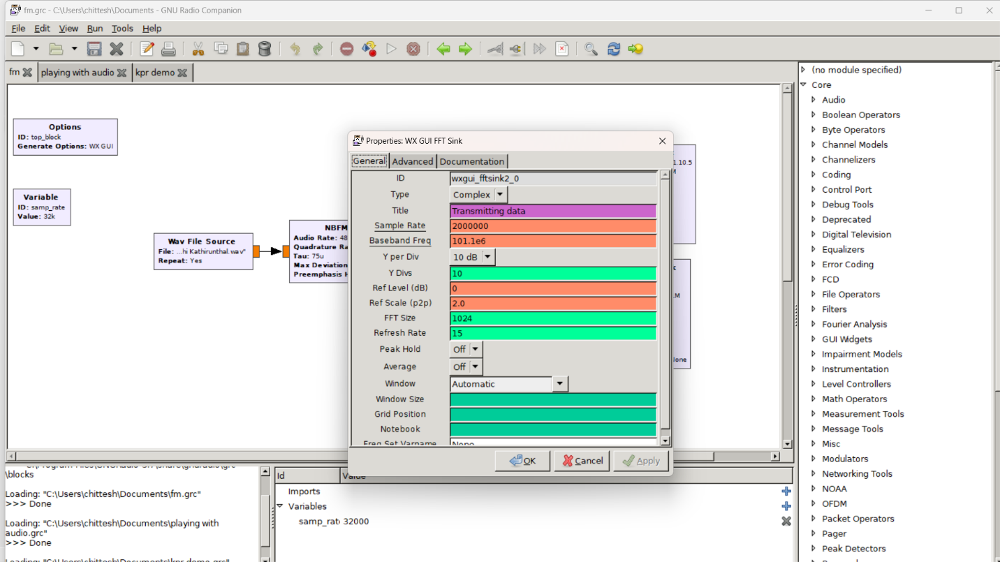 fm.grc - C:\Users\chittesh\Documents - GNU Radio Companion
File Edit View Run Tools Help
fm playing with audio kpr demo
Options
ID: top_block
Generate Options: WX GUI
Variable
ID: samp_rate
Value: 32k
Wav File Source
File: ...hi Kathirunthal.wav"
Repeat: Yes
NBFM
Audio Rate: 48
Quadrature Ra
Tau: 75u
Max Deviation
Preemphasis H
1.10.5
M
K
.M
lone
Properties: WX GUI FFT Sink
General Advanced Documentation
ID wxgui_fftsink2_0
Type Complex
Title Transmitting data
Sample Rate 2000000
Baseband Freq 101.1e6
Y per Div 10 dB
Y Divs 10
Ref Level (dB) 0
Ref Scale (p2p) 2.0
FFT Size 1024
Refresh Rate 15
Peak Hold Off
Average Off
Window Automatic
Window Size
Grid Position
Notebook
Freq Set Varname None
OK Cancel Apply
(no module specified)
Core
Audio
Boolean Operators
Byte Operators
Channel Models
Channelizers
Coding
Control Port
Debug Tools
Deprecated
Digital Television
Equalizers
Error Coding
FCD
File Operators
Filters
Fourier Analysis
GUI Widgets
Impairment Models
Instrumentation
Level Controllers
Math Operators
Measurement Tools
Message Tools
Misc
Modulators
Networking Tools
NOAA
OFDM
Packet Operators
Pager
Peak Detectors
\blocks
Loading: "C:\Users\chittesh\Documents\fm.grc"
>>> Done
Loading: "C:\Users\chittesh\Documents\playing with
audio.grc"
>>> Done
Loading: "C:\Users\chittesh\Documents\kpr demo.grc"
Id Value
Imports
Variables
samp_rat 32000